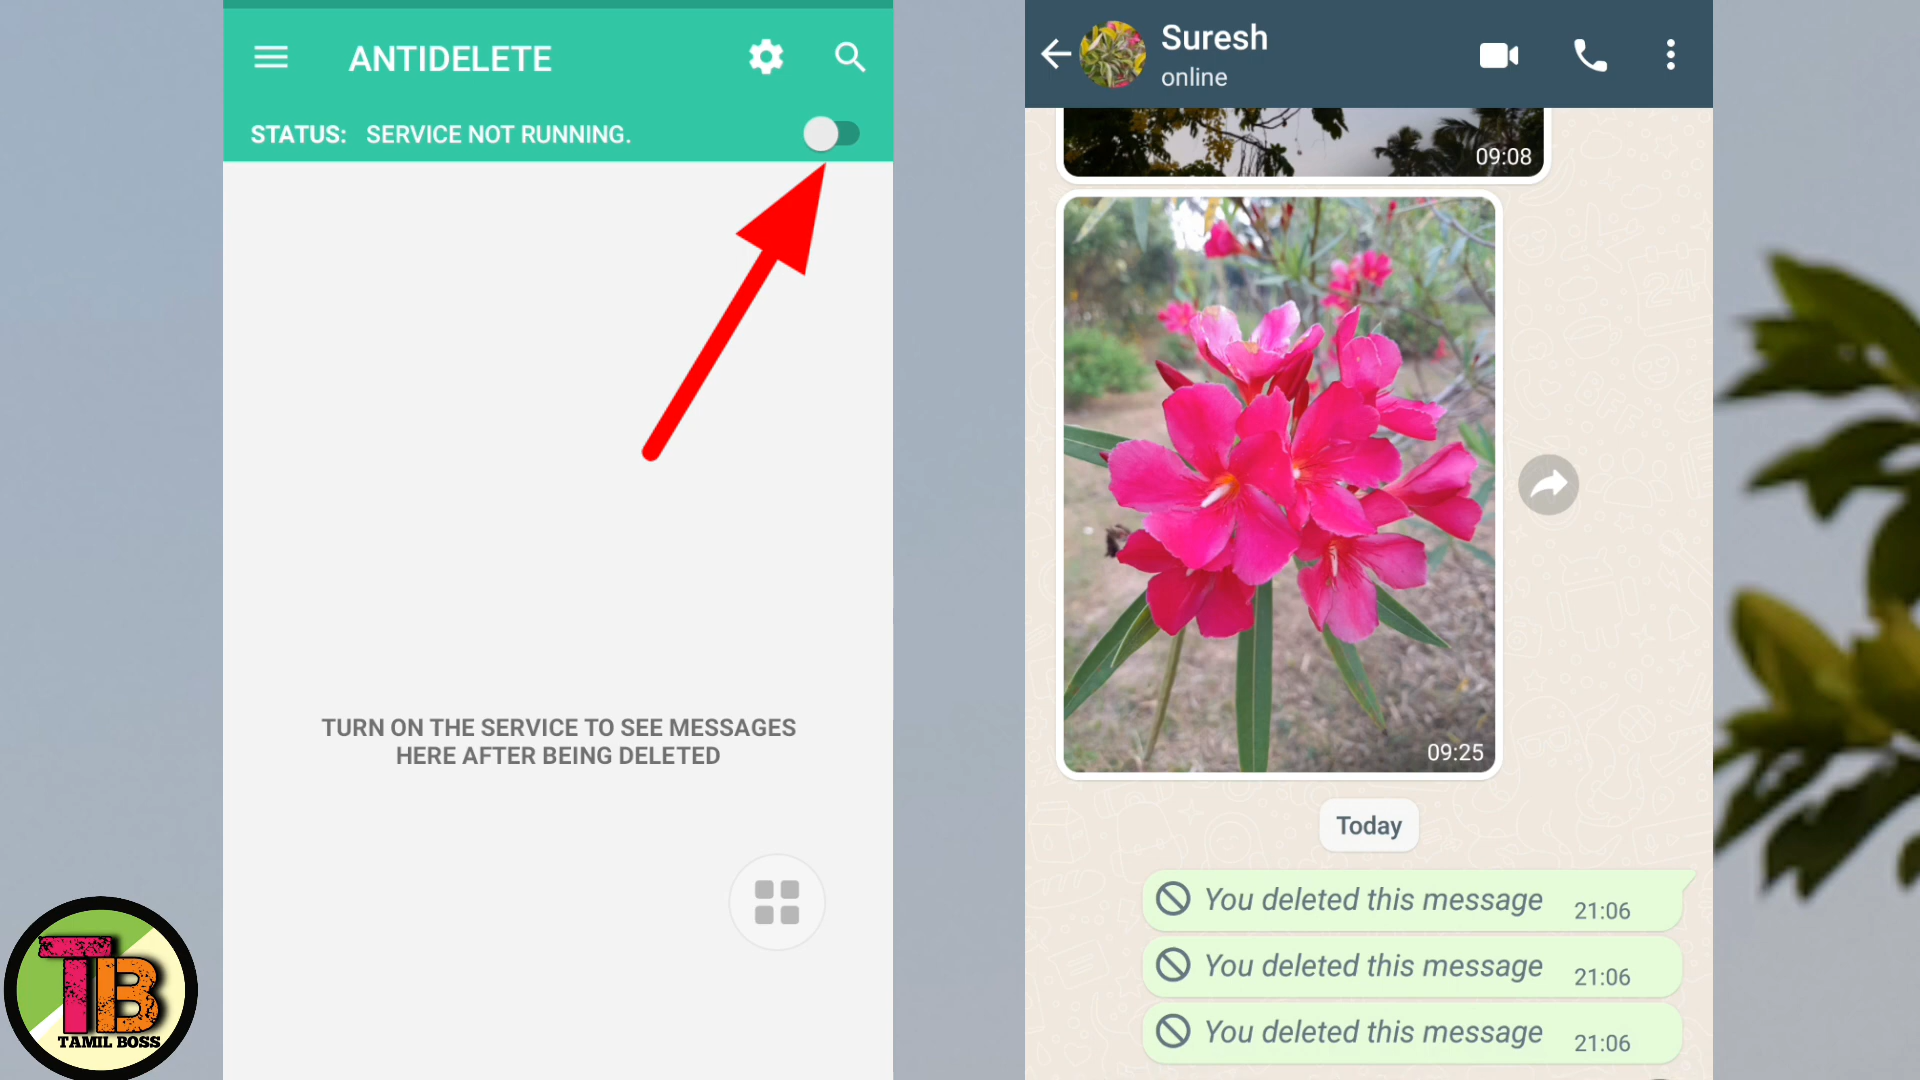 ANTIDELETE
STATUS: SERVICE NOT RUNNING.
TURN ON THE SERVICE TO SEE MESSAGES
HERE AFTER BEING DELETED
TB
TAMIL BOSS
Suresh
online
09:08
09:25
Today
You deleted this message 21:06
You deleted this message 21:06
You deleted this message 21:06